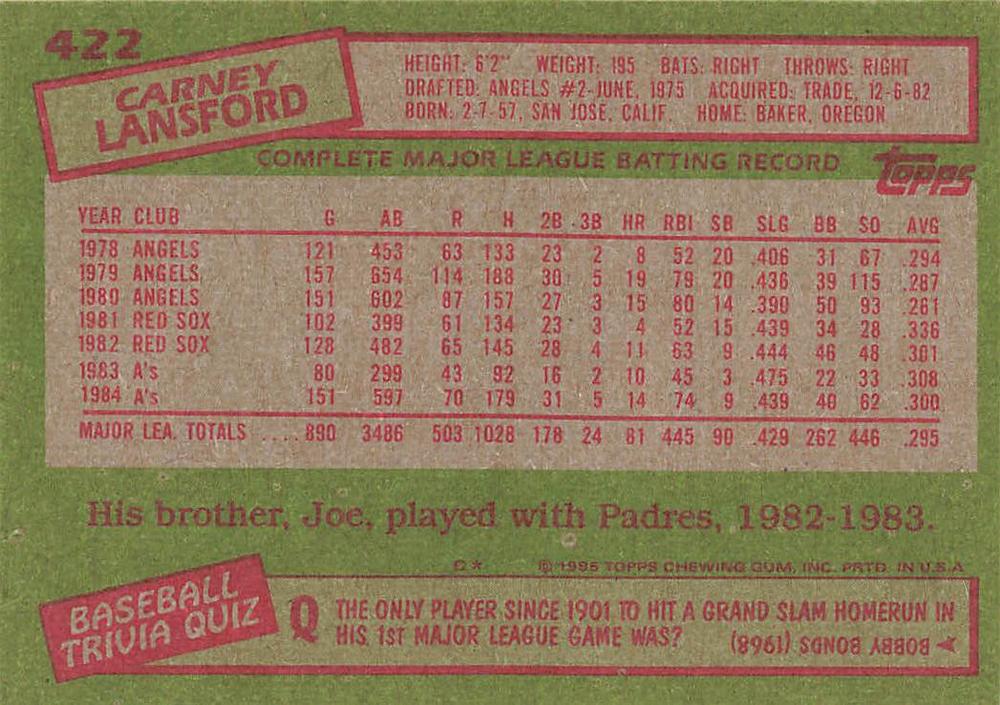 422
CARNEY
LANSFORD
HEIGHT: 6'2" WEIGHT: 195 BATS: RIGHT THROWS: RIGHT
DRAFTED: ANGELS #2-JUNE, 1975 ACQUIRED: TRADE, 12-6-82
BORN: 2-7-57, SAN JOSE, CALIF. HOME: BAKER, OREGON
COMPLETE MAJOR LEAGUE BATTING RECORD
TOPPS
YEAR CLUB G AB R H 2B 3B HR RBI SB SLG BB SO AVG
1978 ANGELS 121 453 63 133 23 2 8 52 20 .406 31 67 .294
1979 ANGELS 157 654 114 188 30 5 19 79 20 .436 39 115 .287
1980 ANGELS 151 602 87 157 27 3 15 80 14 .390 50 93 .261
1981 RED SOX 102 399 61 134 23 3 4 52 15 .439 34 28 .336
1982 RED SOX 128 482 65 145 28 4 11 63 9 .444 46 48 .301
1983 A's 80 299 43 92 16 2 10 45 3 .475 22 33 .308
1984 A's 151 597 70 179 31 5 14 74 9 .439 40 62 .300
MAJOR LEA. TOTALS .... 890 3486 503 1028 178 24 81 445 90 .429 262 446 .295
His brother, Joe, played with Padres, 1982-1983.
C* © 1985 TOPPS CHEWING GUM, INC. PRTD. IN U.S.A.
BASEBALL
TRIVIA QUIZ
Q THE ONLY PLAYER SINCE 1901 TO HIT A GRAND SLAM HOMERUN IN
HIS 1ST MAJOR LEAGUE GAME WAS?
BOBBY BONDS (1968)